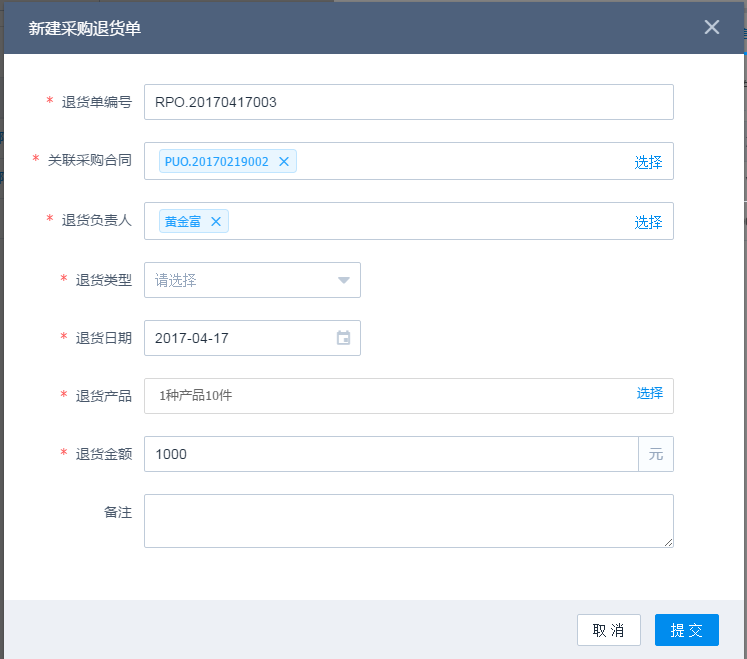 新建采购退货单
* 退货单编号 RPO.20170417003
* 关联采购合同 PUO.20170219002 选择
* 退货负责人 黄金富 选择
* 退货类型 请选择
* 退货日期 2017-04-17
* 退货产品 1种产品10件 选择
* 退货金额 1000 元
备注
取 消 提 交